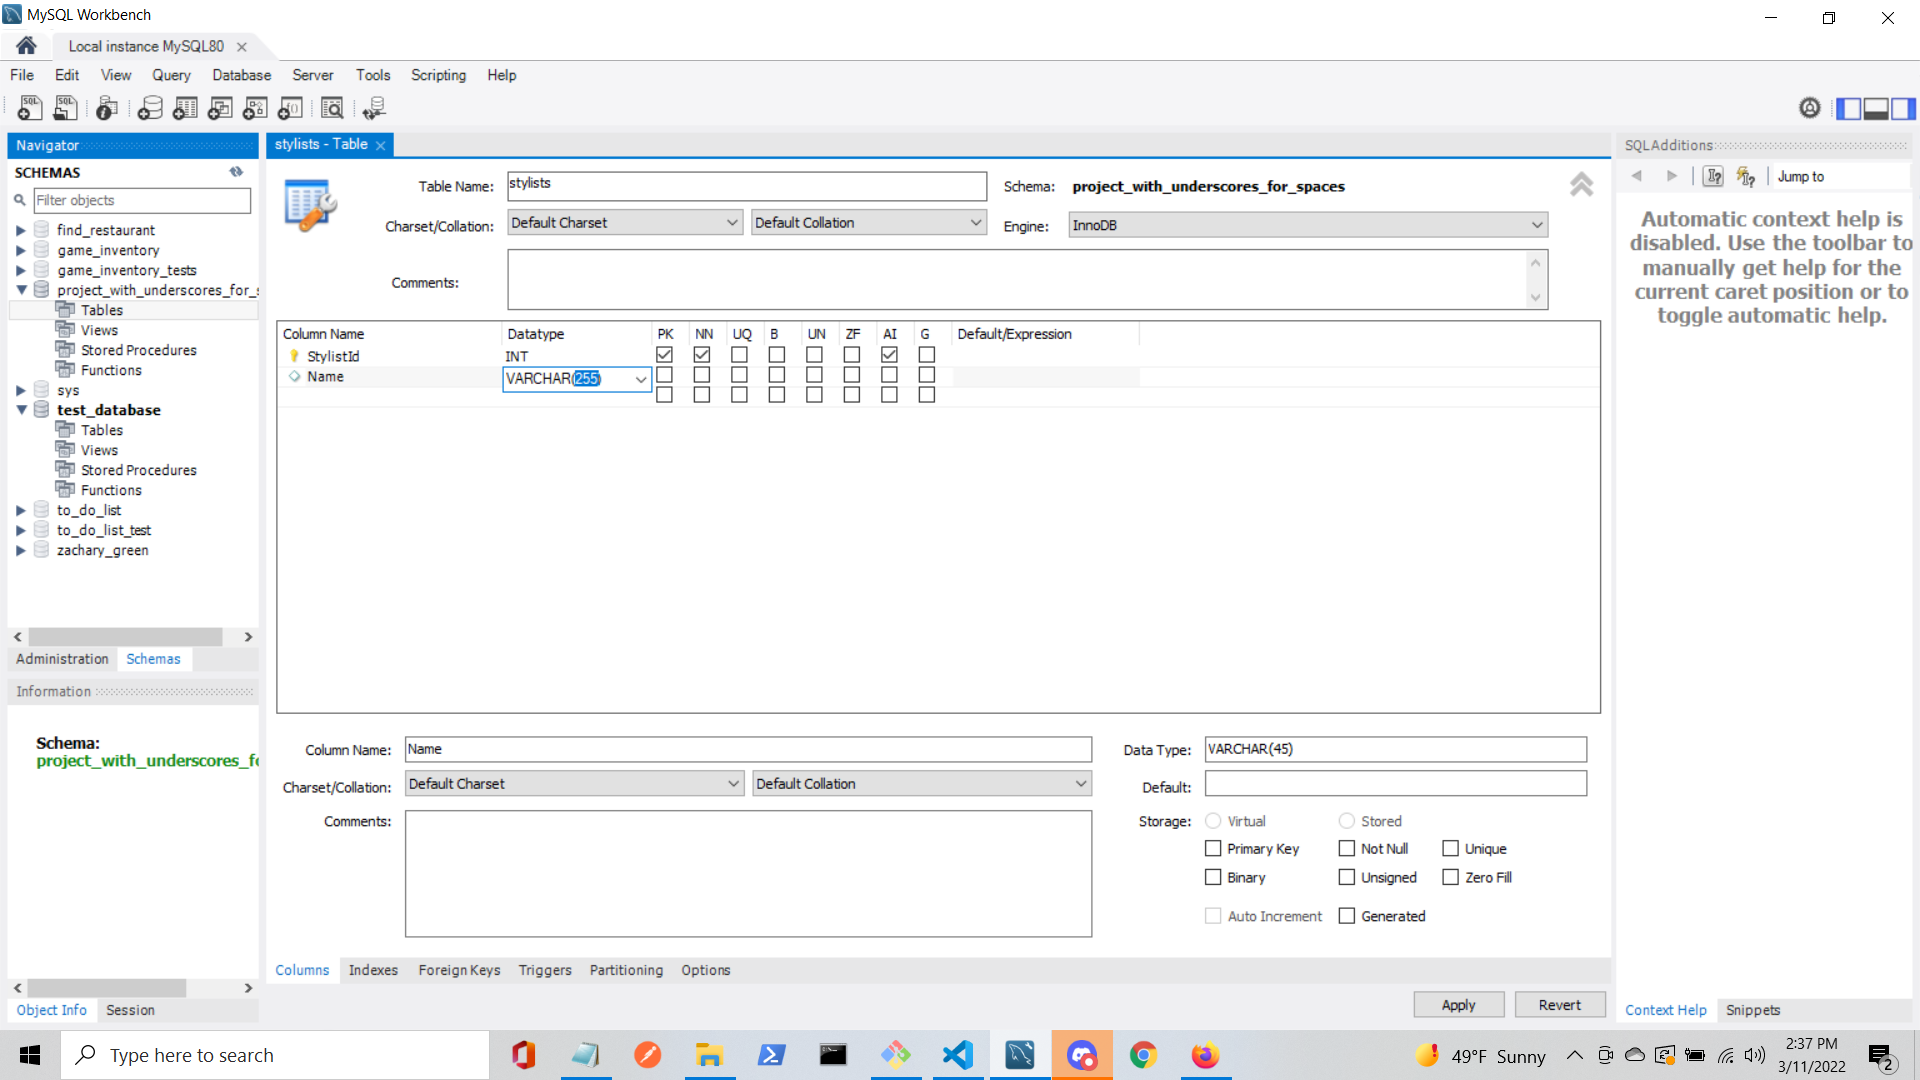 MySQL Workbench
Local instance MySQL80
File Edit View Query Database Server Tools Scripting Help
Navigator
SCHEMAS
Filter objects
find_restaurant
game_inventory
game_inventory_tests
project_with_underscores_for_
Tables
Views
Stored Procedures
Functions
sys
test_database
Tables
Views
Stored Procedures
Functions
to_do_list
to_do_list_test
zachary_green
Administration Schemas
Information
Schema:
project_with_underscores_f
Object Info Session
stylists - Table
Table Name: stylists Schema: project_with_underscores_for_spaces
Charset/Collation: Default Charset Default Collation Engine: InnoDB
Comments:
Column Name Datatype PK NN UQ B UN ZF AI G Default/Expression
StylistId INT
Name VARCHAR(255)
Column Name: Name Data Type: VARCHAR(45)
Charset/Collation: Default Charset Default Collation Default:
Comments: Storage: Virtual Stored
Primary Key Not Null Unique
Binary Unsigned Zero Fill
Auto Increment Generated
Columns Indexes Foreign Keys Triggers Partitioning Options
Apply Revert
SQLAdditions
Jump to
Automatic context help is
disabled. Use the toolbar to
manually get help for the
current caret position or to
toggle automatic help.
Context Help Snippets
Type here to search
49°F Sunny
2:37 PM
3/11/2022
2